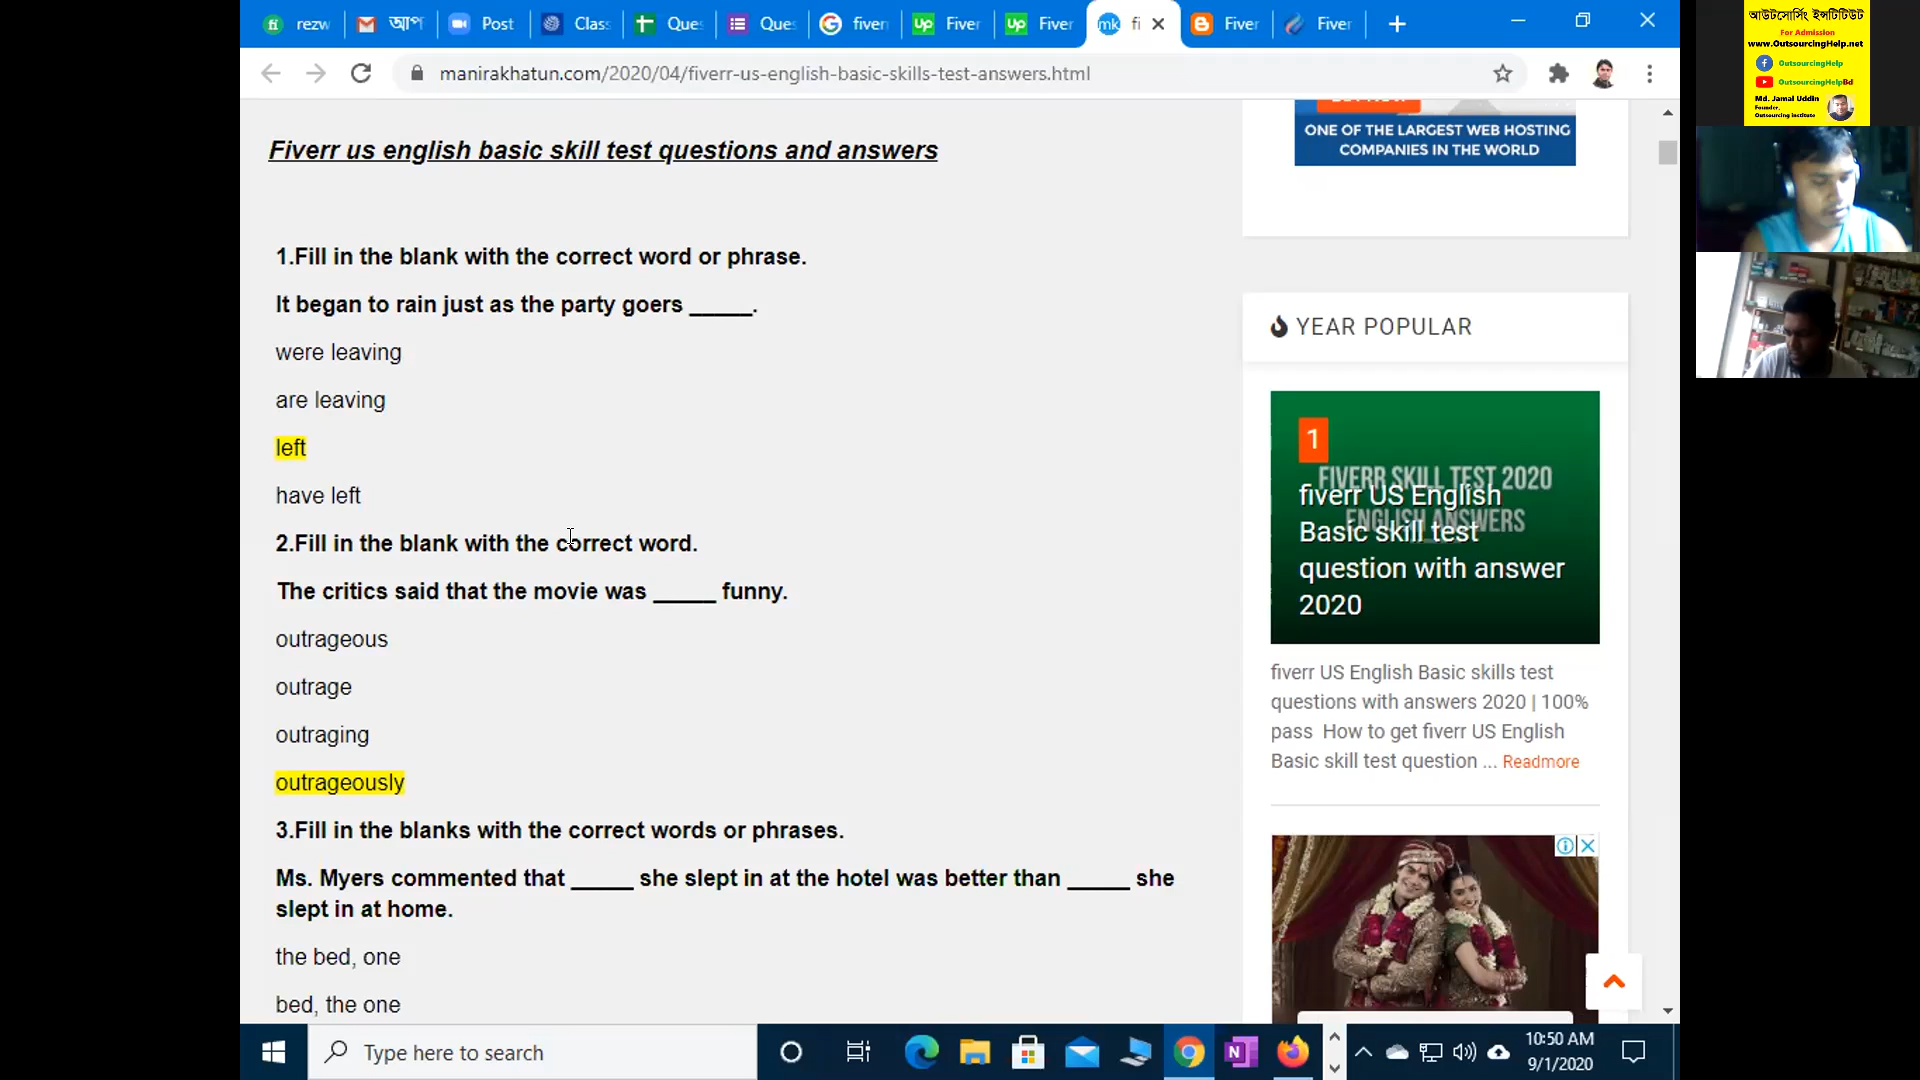 rezw
আপ
Post
Class
Ques
Ques
fiver
Fiver
Fiver
fi
Fiver
Fiver
manirakhatun.com/2020/04/fiverr-us-english-basic-skills-test-answers.html
Fiverr us english basic skill test questions and answers
1.Fill in the blank with the correct word or phrase.
It began to rain just as the party goers _____.
were leaving
are leaving
left
have left
2.Fill in the blank with the correct word.
The critics said that the movie was _____ funny.
outrageous
outrage
outraging
outrageously
3.Fill in the blanks with the correct words or phrases.
Ms. Myers commented that _____ she slept in at the hotel was better than _____ she
slept in at home.
the bed, one
bed, the one
ONE OF THE LARGEST WEB HOSTING
COMPANIES IN THE WORLD
YEAR POPULAR
1
FIVERR SKILL TEST 2020
ENGLISH ANSWERS
fiverr US English
Basic skill test
question with answer
2020
fiverr US English Basic skills test
questions with answers 2020 | 100%
pass How to get fiverr US English
Basic skill test question ... Readmore
Type here to search
10:50 AM
9/1/2020
আউটসোর্সিং ইন্সটিটিউট
For Admission
www.OutsourcingHelp.net
OutsourcingHelp
OutsourcingHelpBd
Md. Jamal Uddin
Founder,
Outsourcing Institute